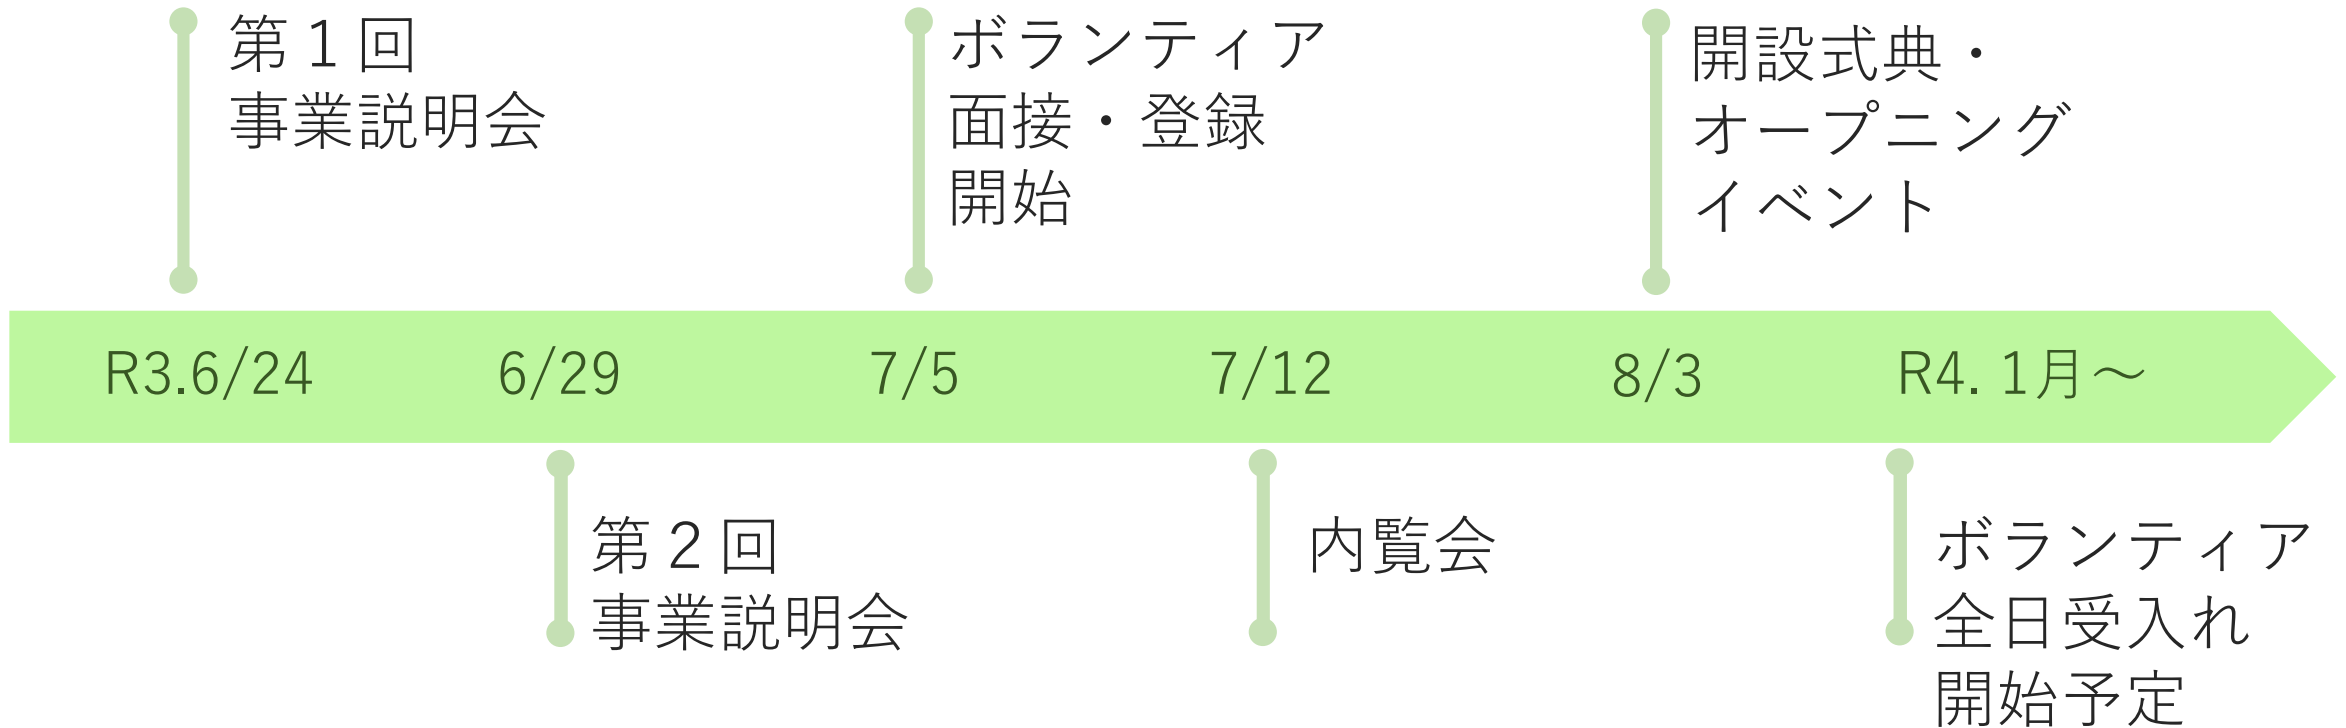 第１回
事業説明会
ボランティア
面接・登録
開始
開設式典・
オープニング
イベント
R3.6/24
6/29
7/5
7/12
8/3
R4. 1月～
第２回
事業説明会
内覧会
ボランティア
全日受入れ
開始予定